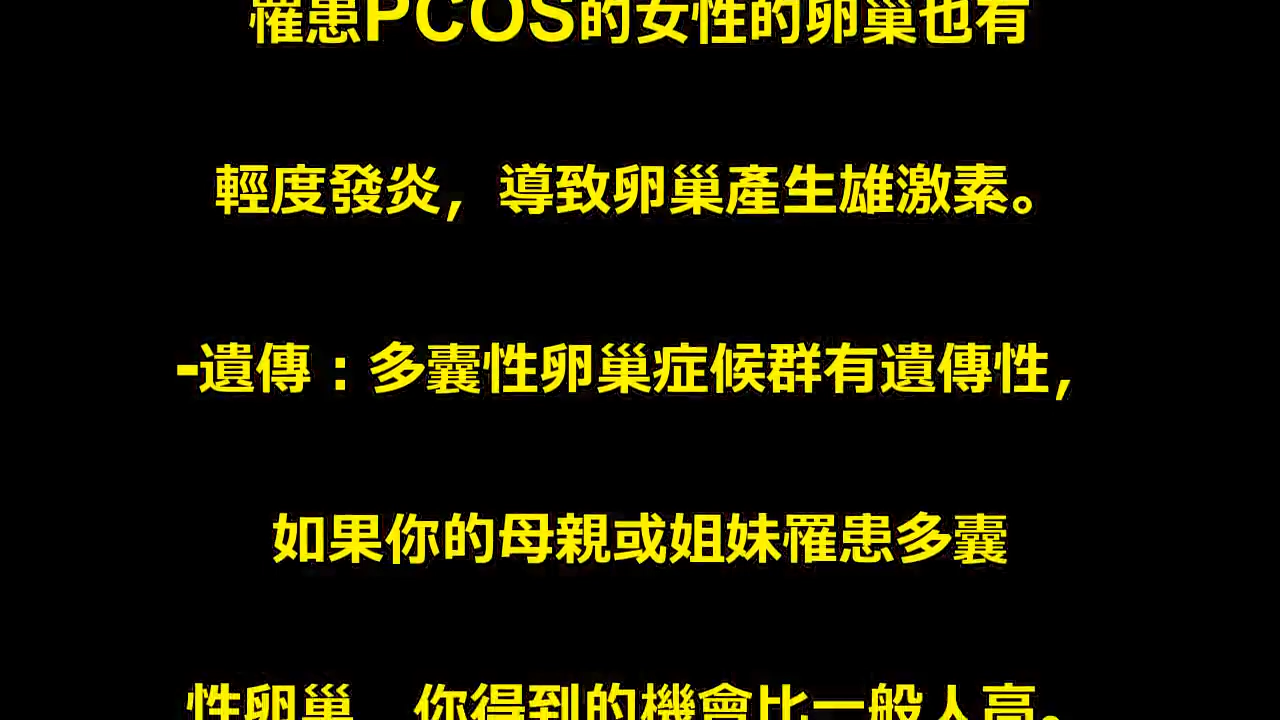 罹患PCOS的女性的卵巢也有
輕度發炎，導致卵巢產生雄激素。
-遺傳：多囊性卵巢症候群有遺傳性，
如果你的母親或姐妹罹患多囊
性卵巢 你得到的機會比一般人高。